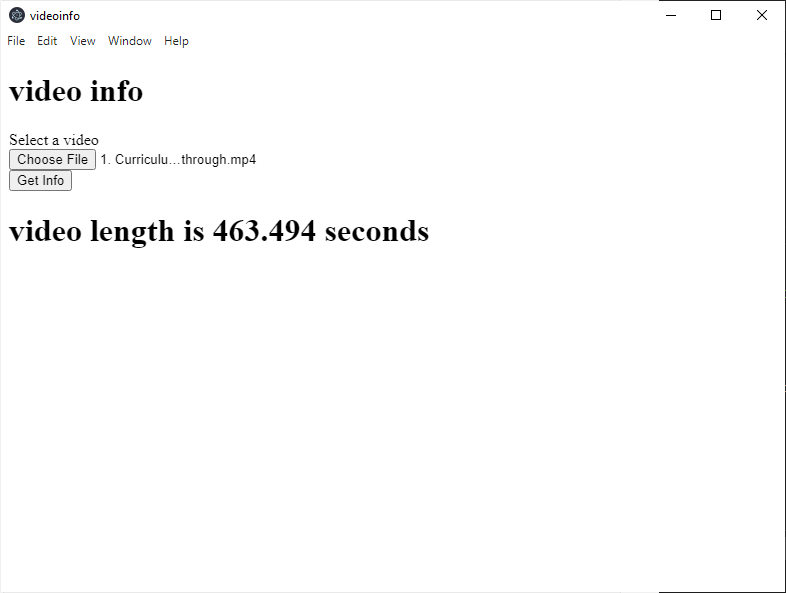 videoinfo
File Edit View Window Help
video info
Select a video
Choose File 1. Curriculu...through.mp4
Get Info
video length is 463.494 seconds